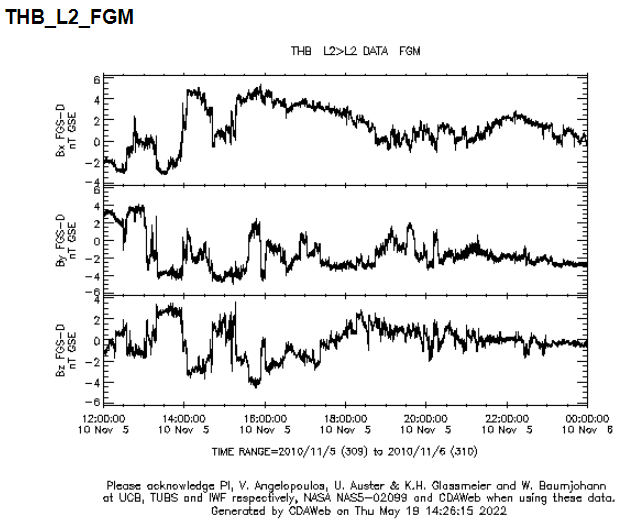 THB_L2_FGM
THB L2>L2 DATA FGM
6
4
2
0
-2
-4
Bx FGS-D
nT GSE
6
4
2
0
-2
-4
-6
By FGS-D
nT GSE
4
2
0
-2
-4
-6
Bz FGS-D
nT GSE
12:00:00 14:00:00 16:00:00 18:00:00 20:00:00 22:00:00 00:00:00
10 Nov 5 10 Nov 5 10 Nov 5 10 Nov 5 10 Nov 5 10 Nov 5 10 Nov 6
TIME RANGE=2010/11/5 (309) to 2010/11/6 (310)
Please acknowledge PI, V. Angelopoulos, U. Auster & K.H. Glassmeier and W. Baumjohann
at UCB, TUBS and IWF respectively, NASA NAS5-02099 and CDAWeb when using these data.
Generated by CDAWeb on Thu May 19 14:26:15 2022